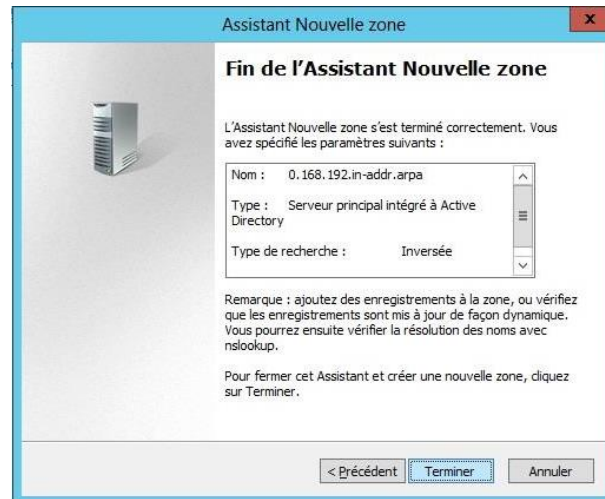 Assistant Nouvelle zone
x
Fin de l'Assistant Nouvelle zone
L'Assistant Nouvelle zone s'est terminé correctement. Vous
avez spécifié les paramètres suivants :
Nom : 0.168.192.in-addr.arpa
Type : Serveur principal intégré à Active
Directory
Type de recherche : Inversée
Remarque : ajoutez des enregistrements à la zone, ou vérifiez
que les enregistrements sont mis à jour de façon dynamique.
Vous pourrez ensuite vérifier la résolution des noms avec
nslookup.
Pour fermer cet Assistant et créer une nouvelle zone, cliquez
sur Terminer.
< Précédent Terminer Annuler